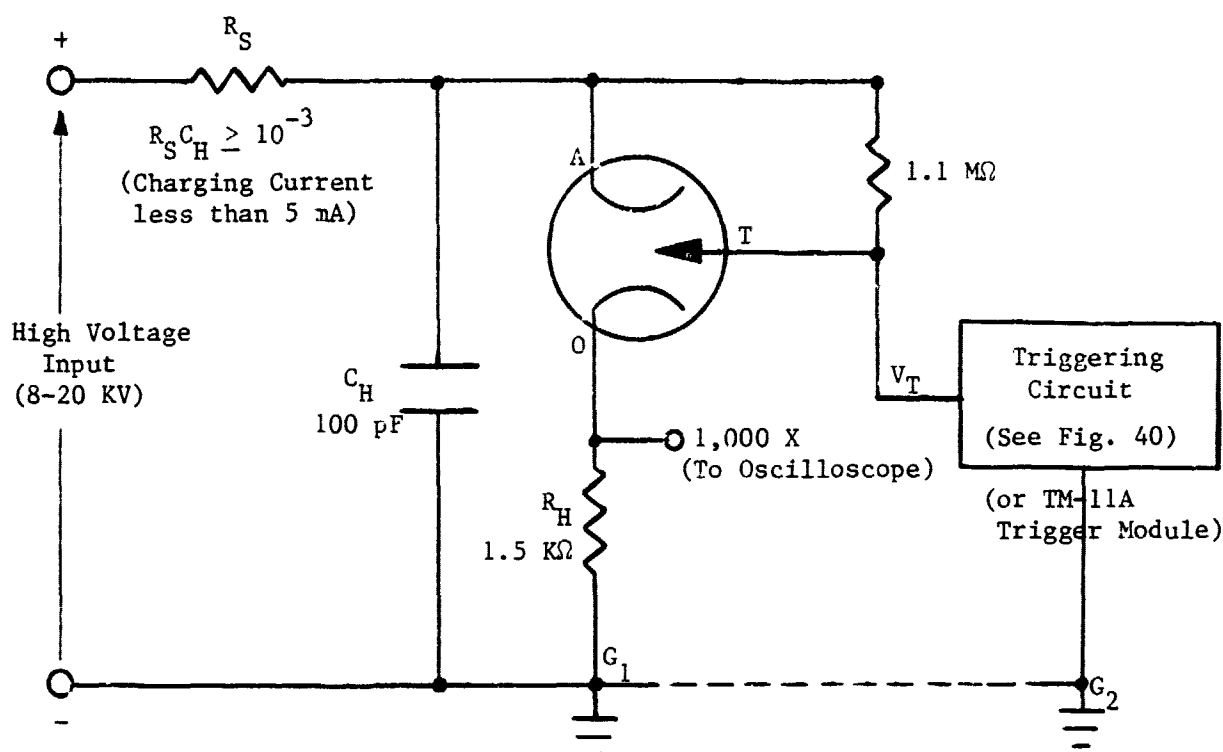 +
R_S
R_S C_H ≥ 10^-3
(Charging Current
less than 5 mA)
A
1.1 MΩ
T
High Voltage
Input
(8~20 KV)
C_H
100 pF
O
V_T
Triggering
Circuit
(See Fig. 40)
(or TM-11A
Trigger Module)
1,000 X
(To Oscilloscope)
R_H
1.5 KΩ
G_1
G_2
-